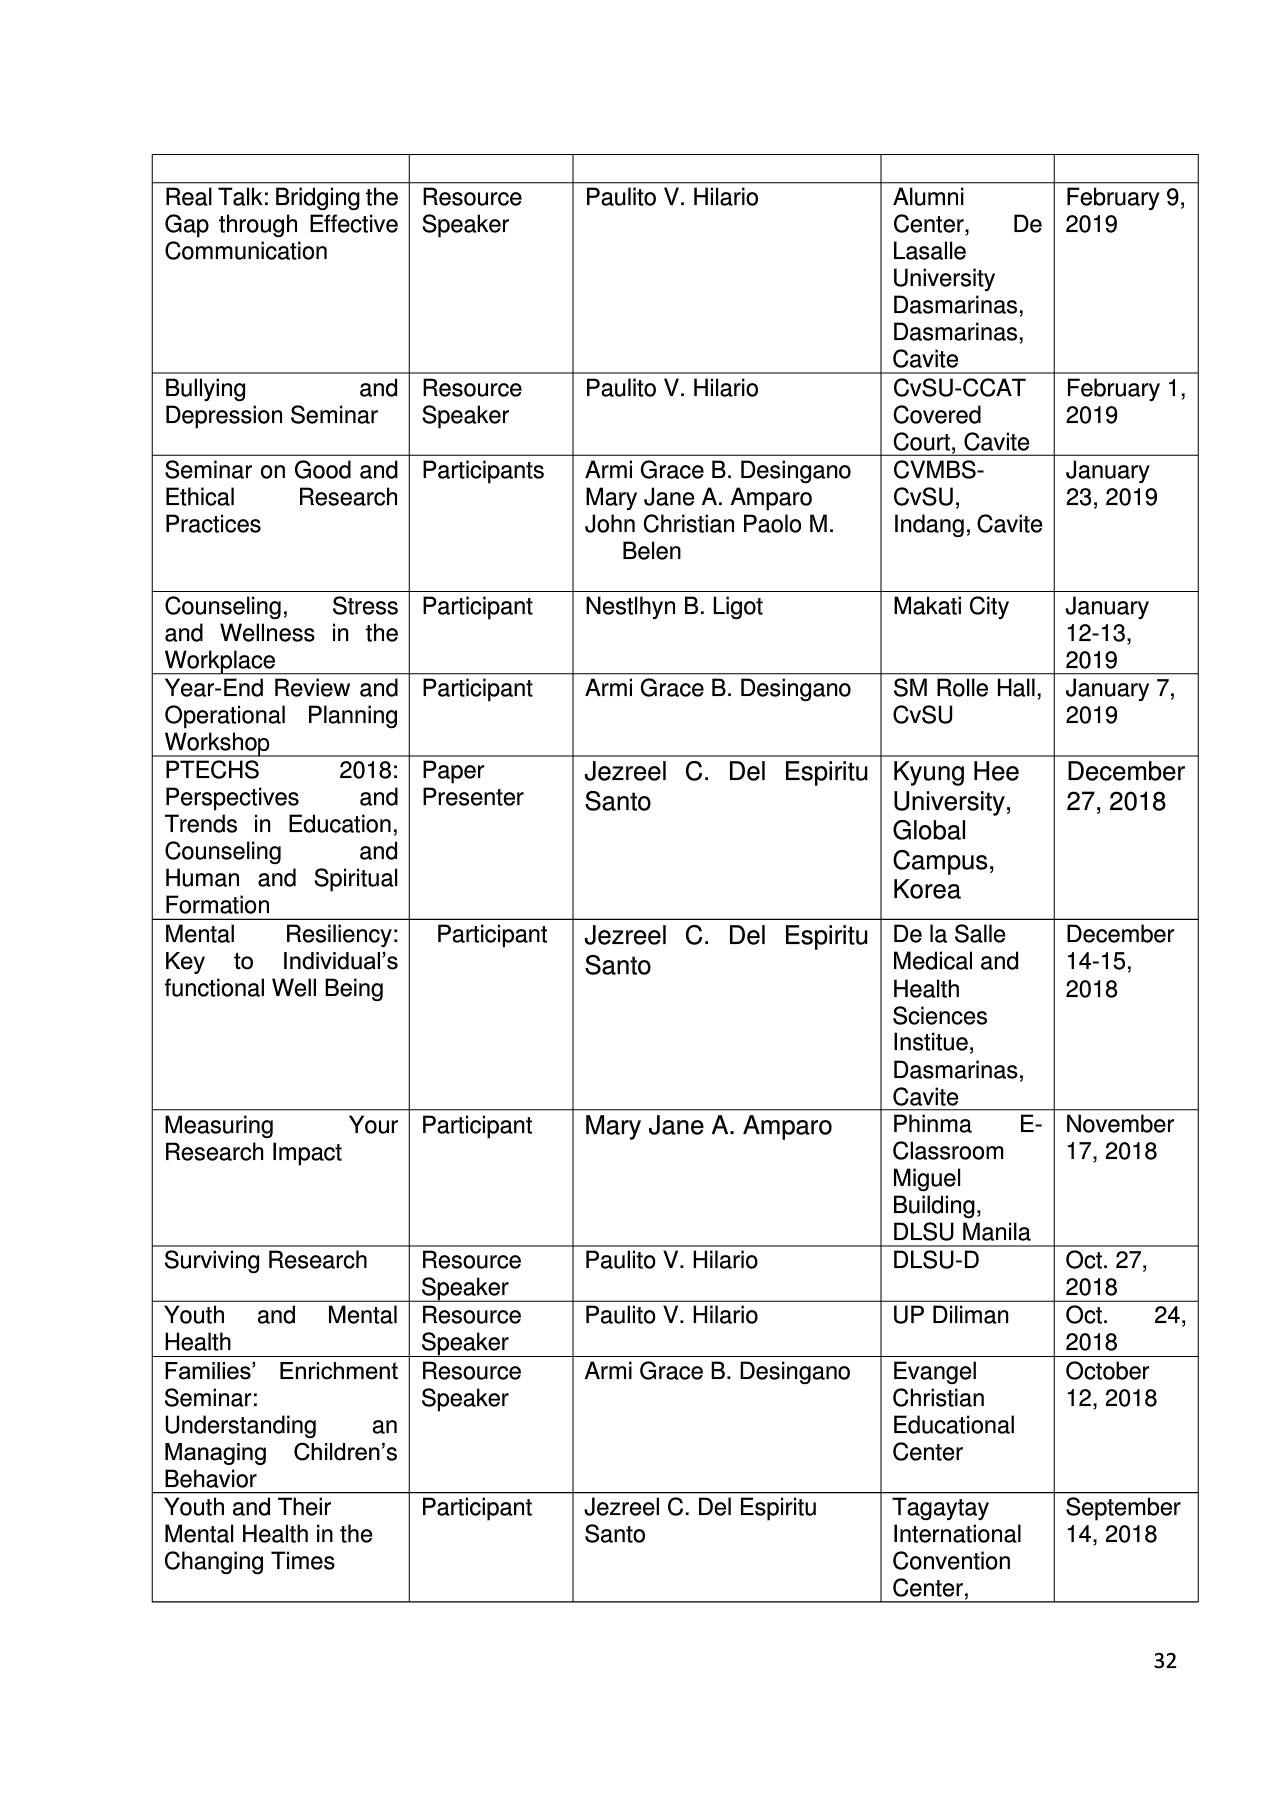 Real Talk: Bridging the
Gap through Effective
Communication
Resource
Speaker
Paulito V. Hilario
Alumni
Center, De
Lasalle
University
Dasmarinas,
Dasmarinas,
Cavite
February 9,
2019
Bullying and
Depression Seminar
Resource
Speaker
Paulito V. Hilario
CvSU-CCAT
Covered
Court, Cavite
February 1,
2019
Seminar on Good and
Ethical Research
Practices
Participants
Armi Grace B. Desingano
Mary Jane A. Amparo
John Christian Paolo M.
Belen
CVMBS-
CvSU,
Indang, Cavite
January
23, 2019
Counseling, Stress
and Wellness in the
Workplace
Participant
Nestlhyn B. Ligot
Makati City
January
12-13,
2019
Year-End Review and
Operational Planning
Workshop
Participant
Armi Grace B. Desingano
SM Rolle Hall,
CvSU
January 7,
2019
PTECHS 2018:
Perspectives and
Trends in Education,
Counseling and
Human and Spiritual
Formation
Paper
Presenter
Jezreel C. Del Espiritu
Santo
Kyung Hee
University,
Global
Campus,
Korea
December
27, 2018
Mental Resiliency:
Key to Individual’s
functional Well Being
Participant
Jezreel C. Del Espiritu
Santo
De la Salle
Medical and
Health
Sciences
Institue,
Dasmarinas,
Cavite
December
14-15,
2018
Measuring Your
Research Impact
Participant
Mary Jane A. Amparo
Phinma E-
Classroom
Miguel
Building,
DLSU Manila
November
17, 2018
Surviving Research
Resource
Speaker
Paulito V. Hilario
DLSU-D
Oct. 27,
2018
Youth and Mental
Health
Resource
Speaker
Paulito V. Hilario
UP Diliman
Oct. 24,
2018
Families’ Enrichment
Seminar:
Understanding an
Managing Children’s
Behavior
Resource
Speaker
Armi Grace B. Desingano
Evangel
Christian
Educational
Center
October
12, 2018
Youth and Their
Mental Health in the
Changing Times
Participant
Jezreel C. Del Espiritu
Santo
Tagaytay
International
Convention
Center,
September
14, 2018
32